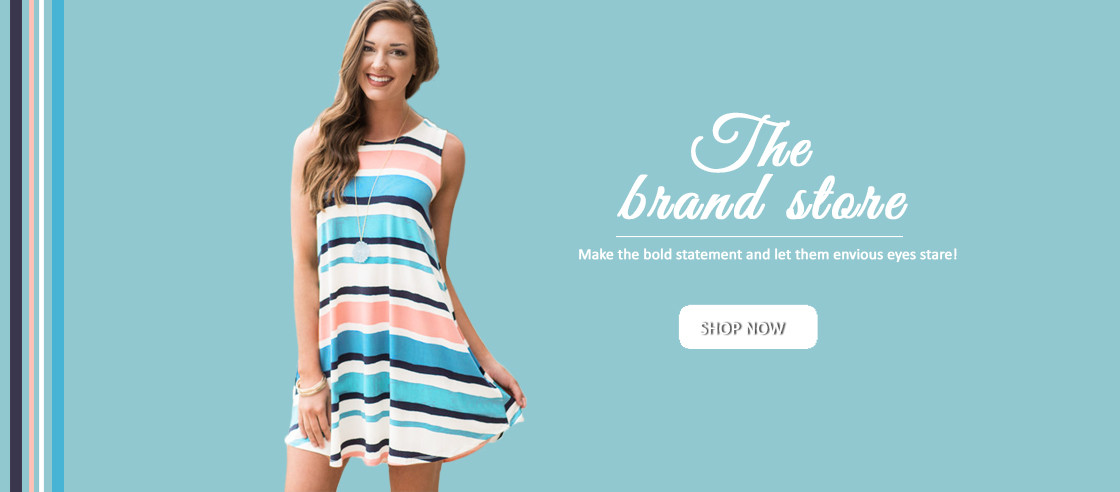 The
brand store
Make the bold statement and let them envious eyes stare!
SHOP NOW